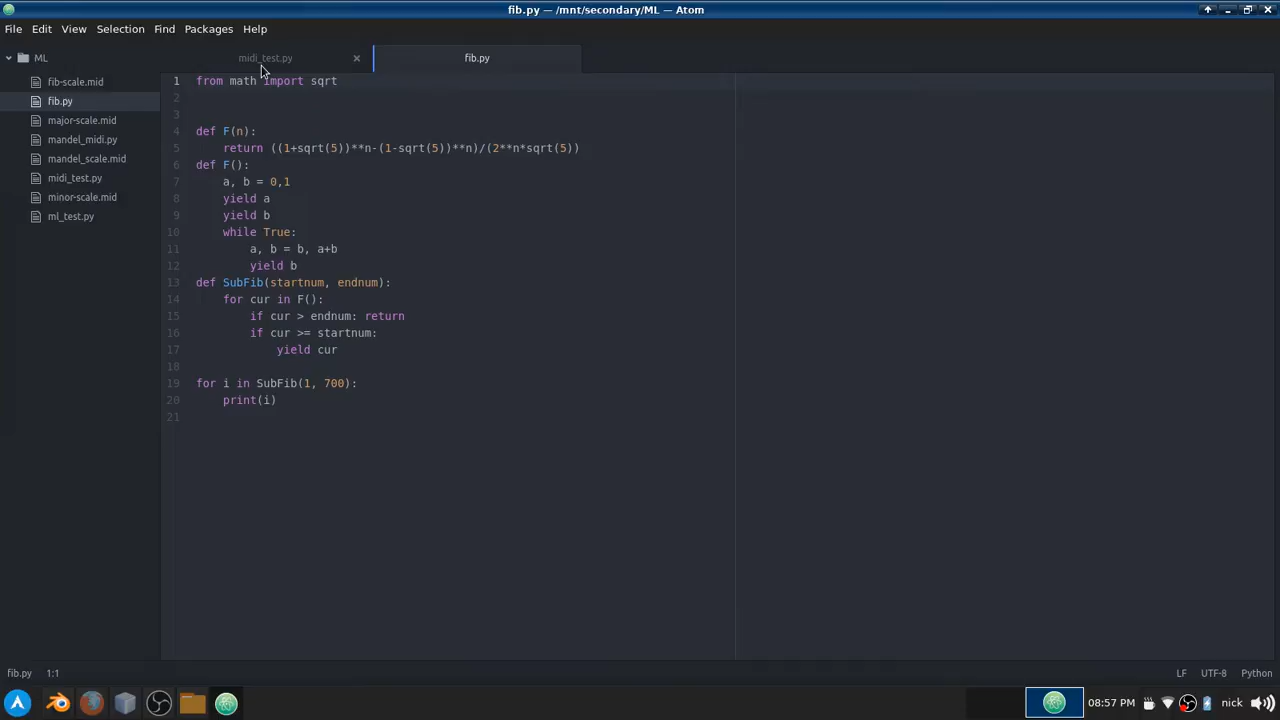 fib.py — /mnt/secondary/ML — Atom
File Edit View Selection Find Packages Help
ML
midi_test.py
fib.py
fib-scale.mid
fib.py
major-scale.mid
mandel_midi.py
mandel_scale.mid
midi_test.py
minor-scale.mid
ml_test.py
1 from math import sqrt
2
3
4 def F(n):
5     return ((1+sqrt(5))**n-(1-sqrt(5))**n)/(2**n*sqrt(5))
6 def F():
7     a, b = 0,1
8     yield a
9     yield b
10     while True:
11         a, b = b, a+b
12         yield b
13 def SubFib(startnum, endnum):
14     for cur in F():
15         if cur > endnum: return
16         if cur >= startnum:
17             yield cur
18
19 for i in SubFib(1, 700):
20     print(i)
21
fib.py 1:1 LF UTF-8 Python
08:57 PM nick